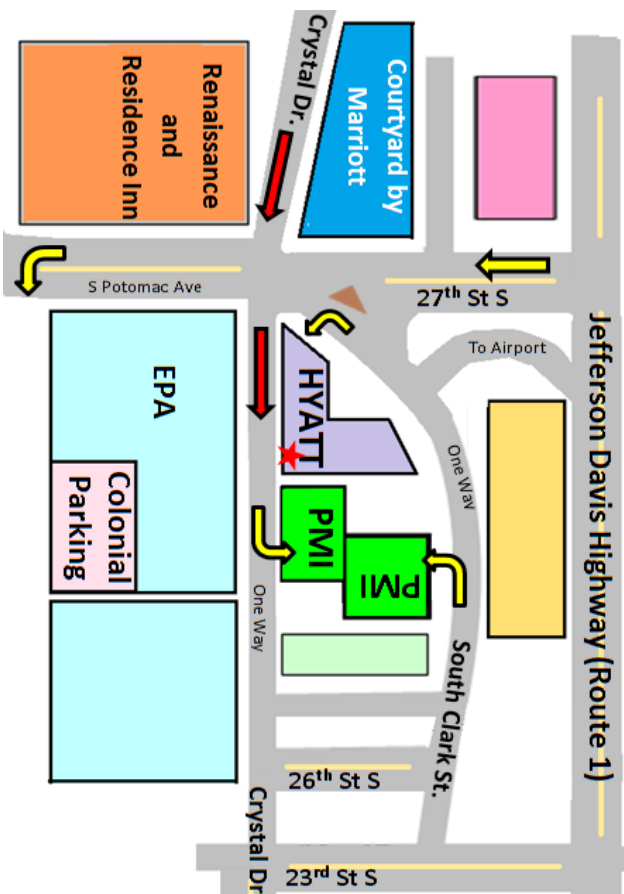 Crystal Dr.
Courtyard by
Marriott
Renaissance
and
Residence Inn
S Potomac Ave
27th St S
Jefferson Davis Highway (Route 1)
To Airport
HYATT
EPA
One Way
Colonial
Parking
PMI
PMI
One Way
South Clark St.
26th St S
Crystal Dr
23rd St S